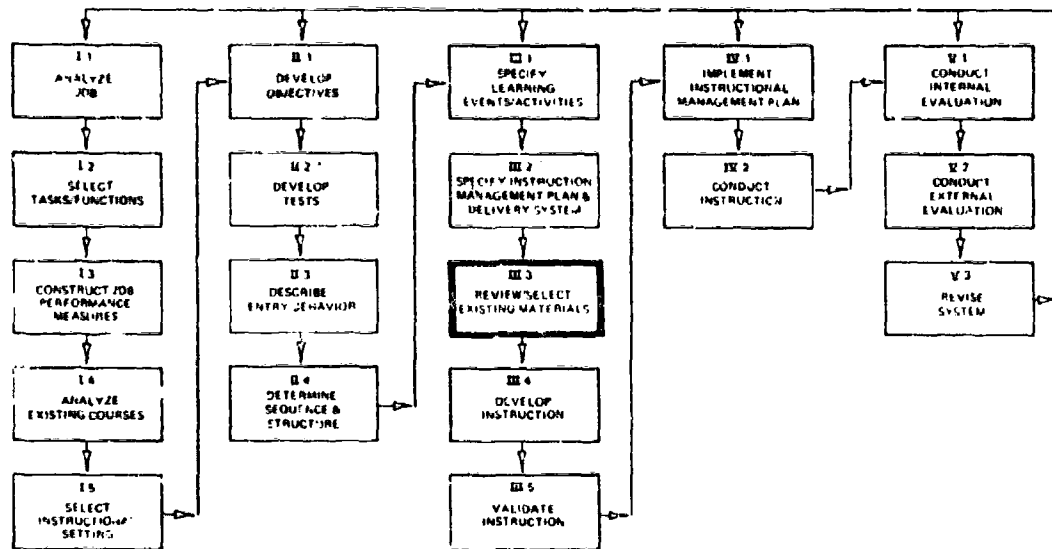 I.1
ANALYZE
JOB
I.2
SELECT
TASKS/FUNCTIONS
I.3
CONSTRUCT JOB
PERFORMANCE
MEASURES
I.4
ANALYZE
EXISTING COURSES
I.5
SELECT
INSTRUCTIONAL
SETTING
II.1
DEVELOP
OBJECTIVES
II.2
DEVELOP
TESTS
II.3
DESCRIBE
ENTRY BEHAVIOR
II.4
DETERMINE
SEQUENCE &
STRUCTURE
III.1
SPECIFY
LEARNING
EVENTS/ACTIVITIES
III.2
SPECIFY INSTRUCTION
MANAGEMENT PLAN &
DELIVERY SYSTEM
III.3
REVIEW/SELECT
EXISTING MATERIALS
III.4
DEVELOP
INSTRUCTION
III.5
VALIDATE
INSTRUCTION
IV.1
IMPLEMENT
INSTRUCTIONAL
MANAGEMENT PLAN
IV.2
CONDUCT
INSTRUCTION
V.1
CONDUCT
INTERNAL
EVALUATION
V.2
CONDUCT
EXTERNAL
EVALUATION
V.3
REVISE
SYSTEM